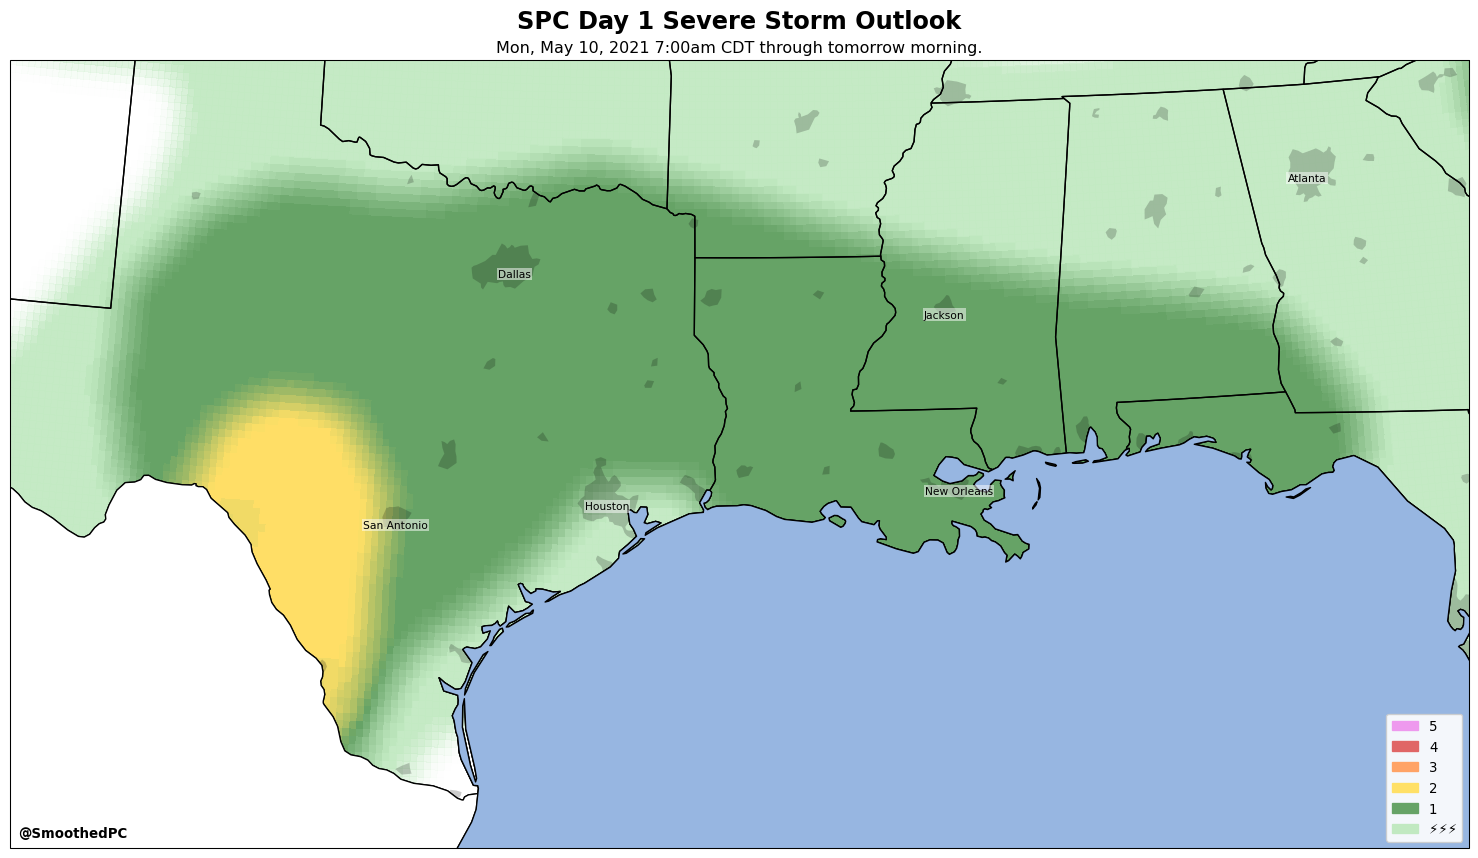 SPC Day 1 Severe Storm Outlook
Mon, May 10, 2021 7:00am CDT through tomorrow morning.
Atlanta
Dallas
Jackson
New Orleans
Houston
San Antonio
5
4
3
2
1
⚡⚡⚡
@SmoothedPC